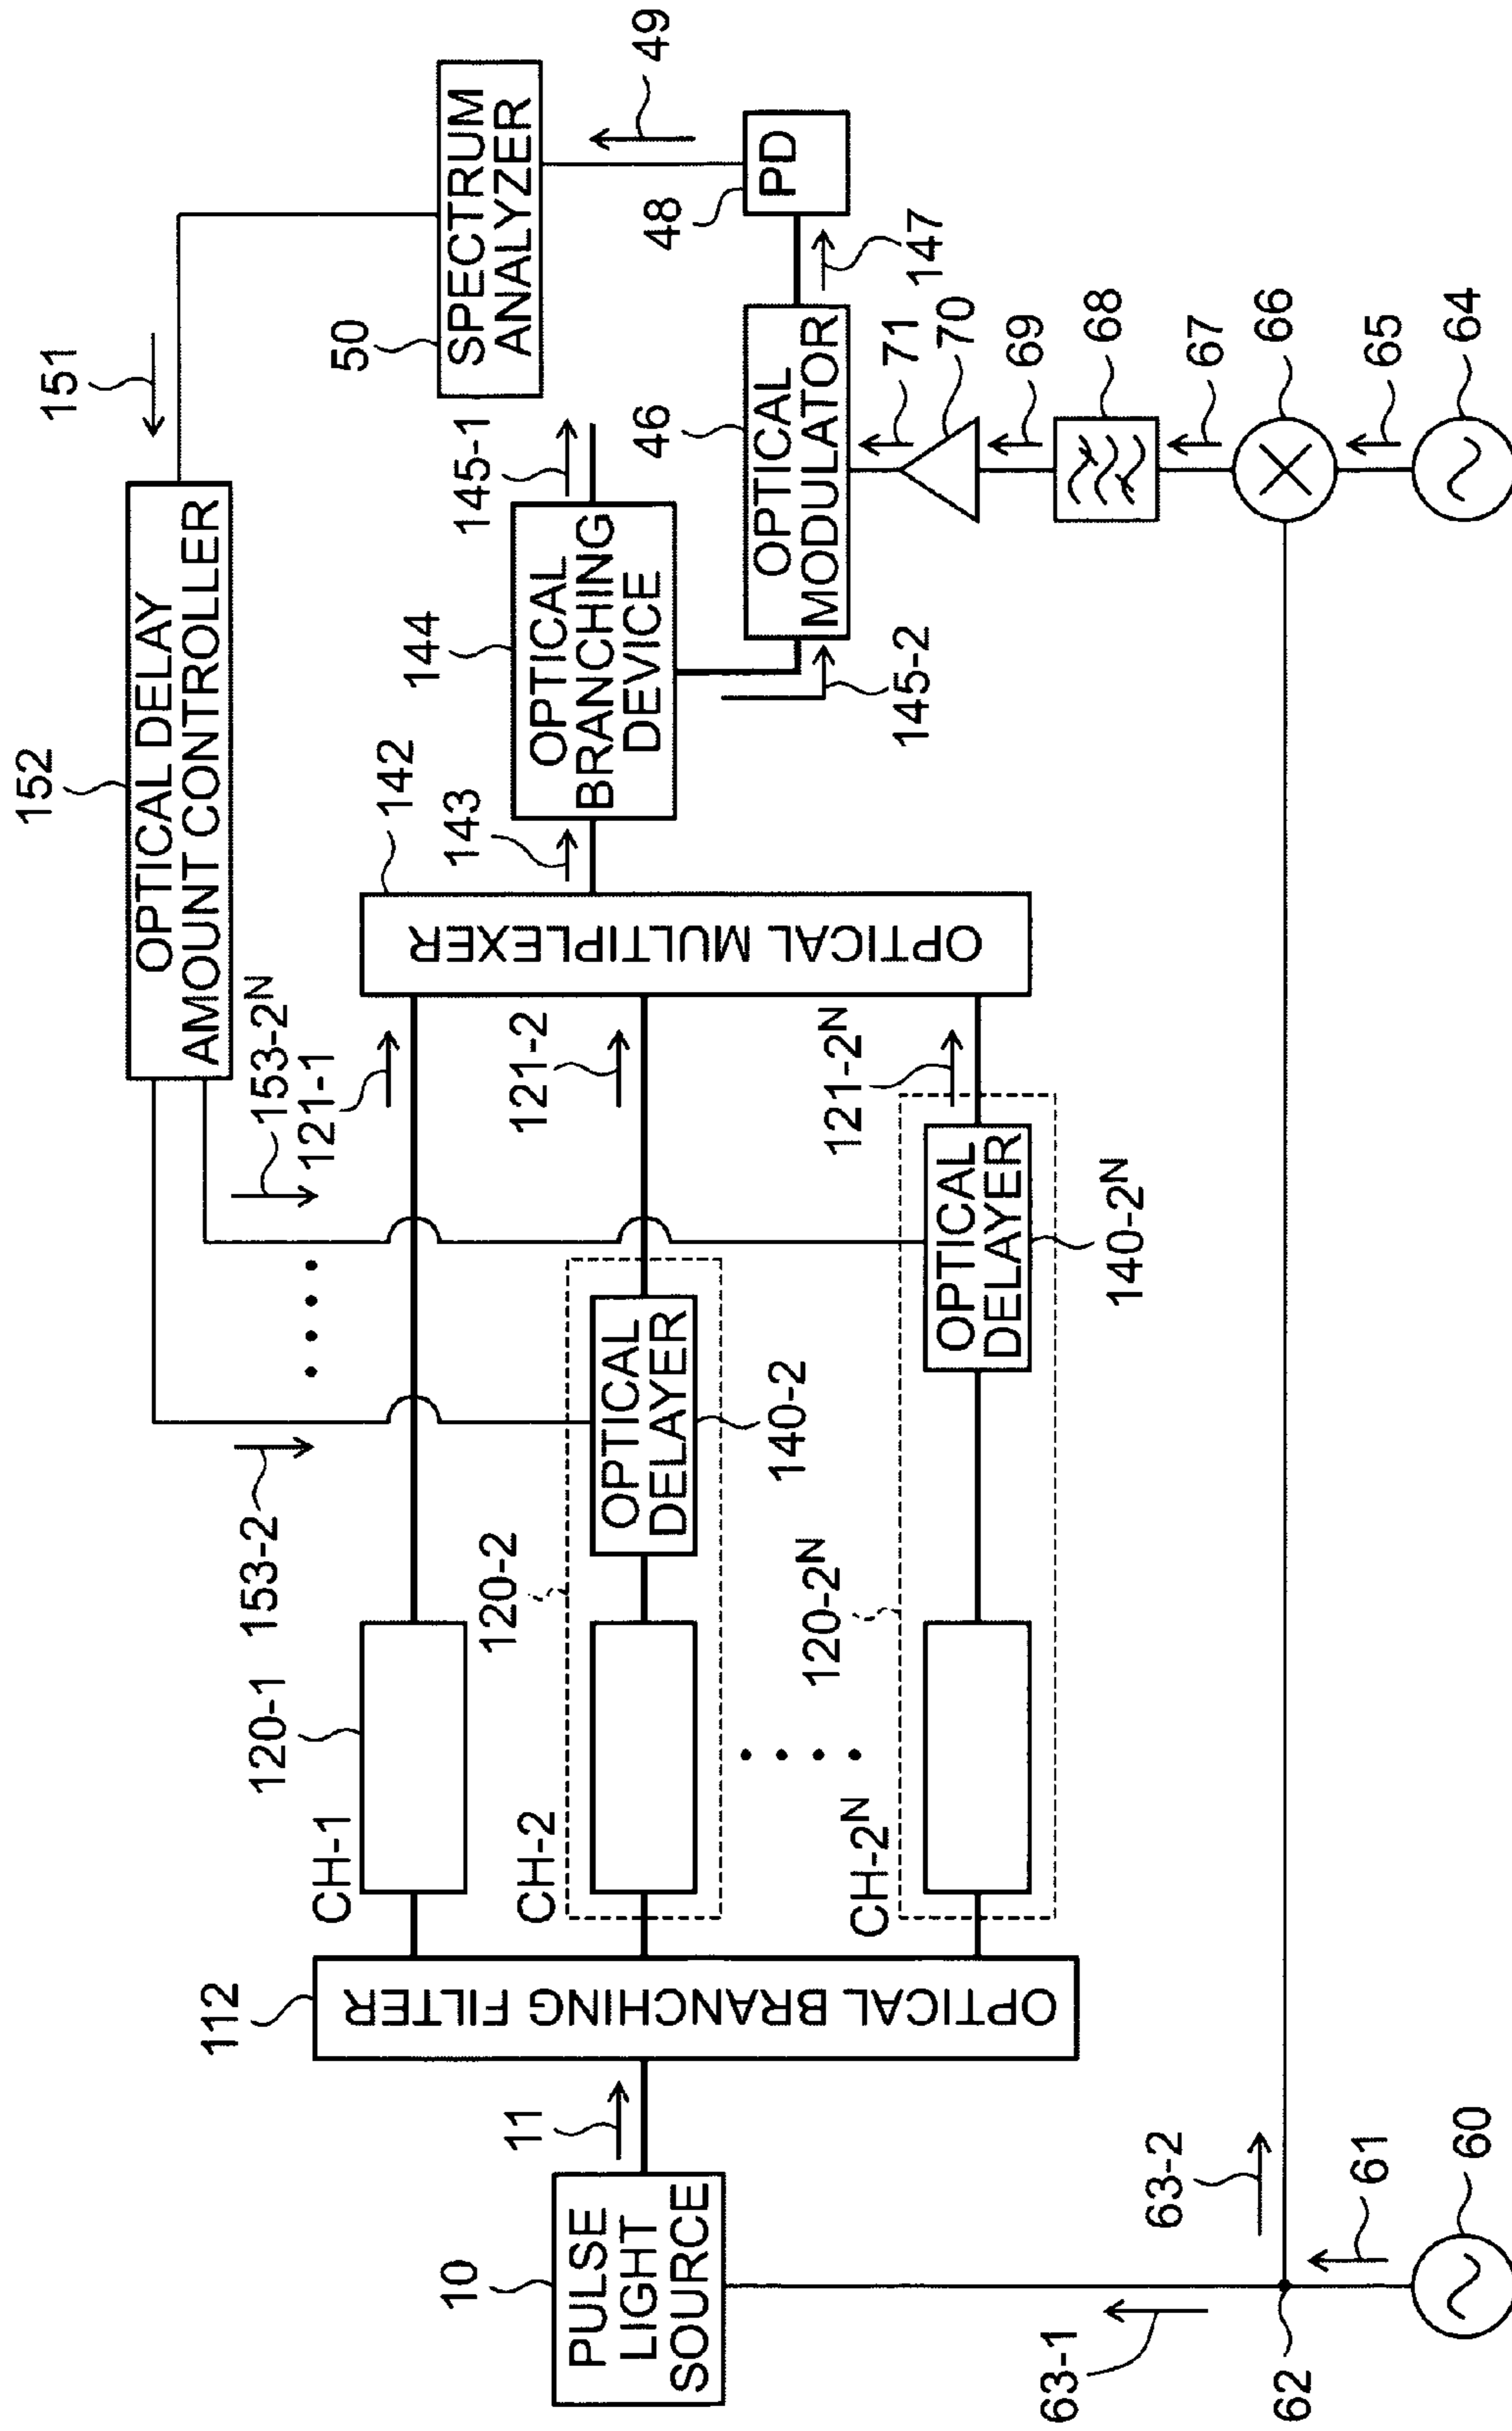 152
OPTICAL DELAY
AMOUNT CONTROLLER
151
153-2
153-2^N
121-1
50
SPECTRUM
ANALYZER
49
112
OPTICAL BRANCHING FILTER
CH-1
120-1
CH-2
120-2
OPTICAL
DELAYER
140-2
121-2
CH-2^N
120-2^N
OPTICAL
DELAYER
140-2^N
121-2^N
142
OPTICAL MULTIPLEXER
143
144
OPTICAL
BRANCHING
DEVICE
145-1
145-2
46
OPTICAL
MODULATOR
147
48
PD
10
PULSE
LIGHT
SOURCE
11
71
70
69
68
67
66
65
64
63-1
63-2
62
61
60